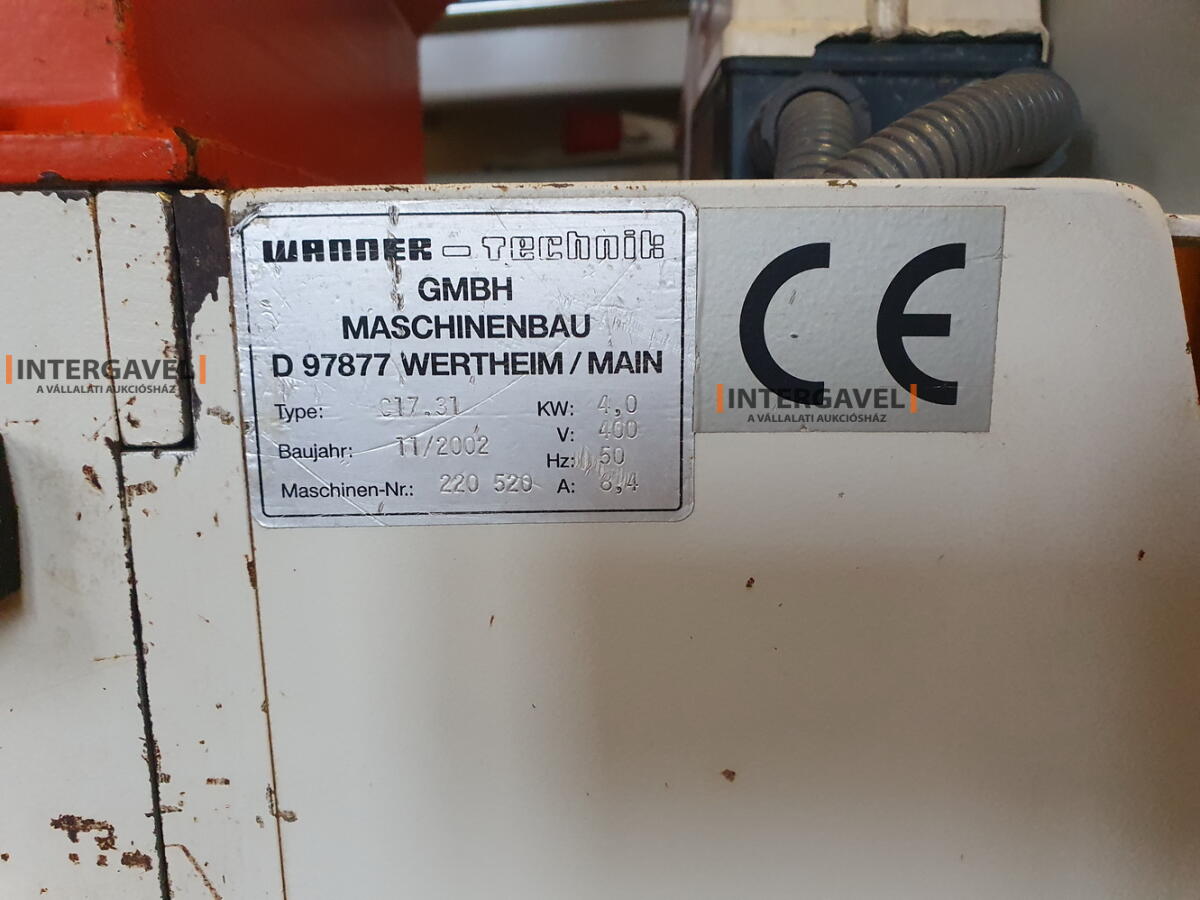 WANNER - Technik
GMBH
MASCHINENBAU
D 97877 WERTHEIM / MAIN
Type: C17.31 KW: 4,0
V: 400
Baujahr: 11/2002
Hz: 50
Maschinen-Nr.: 220 520 A: 8,4
CE
INTERGAVEL
A VÁLLALATI AUKCIÓSHÁZ
INTERGAVEL
A VÁLLALATI AUKCIÓSHÁZ